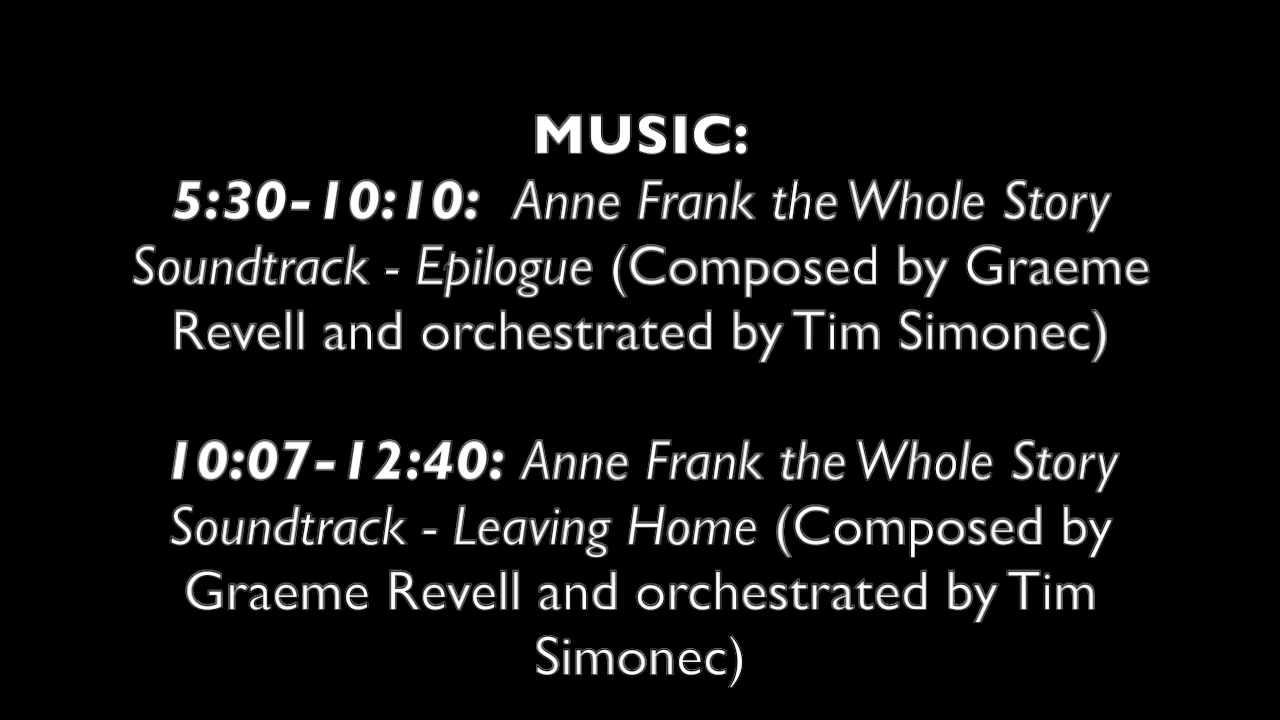 MUSIC:
5:30-10:10: Anne Frank the Whole Story
Soundtrack - Epilogue (Composed by Graeme
Revell and orchestrated by Tim Simonec)
10:07-12:40: Anne Frank the Whole Story
Soundtrack - Leaving Home (Composed by
Graeme Revell and orchestrated by Tim
Simonec)